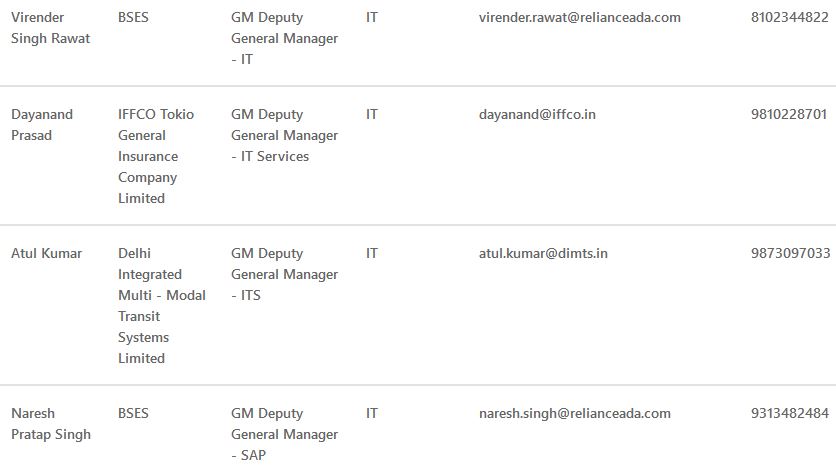 Virender BSES GM Deputy IT virender.rawat@relianceada.com 8102344822
Singh Rawat General Manager
- IT
Dayanand IFFCO Tokio GM Deputy IT dayanand@iffco.in 9810228701
Prasad General General Manager
Insurance - IT Services
Company
Limited
Atul Kumar Delhi GM Deputy IT atul.kumar@dimts.in 9873097033
Integrated General Manager
Multi - Modal - ITS
Transit
Systems
Limited
Naresh BSES GM Deputy IT naresh.singh@relianceada.com 9313482484
Pratap Singh General Manager
- SAP